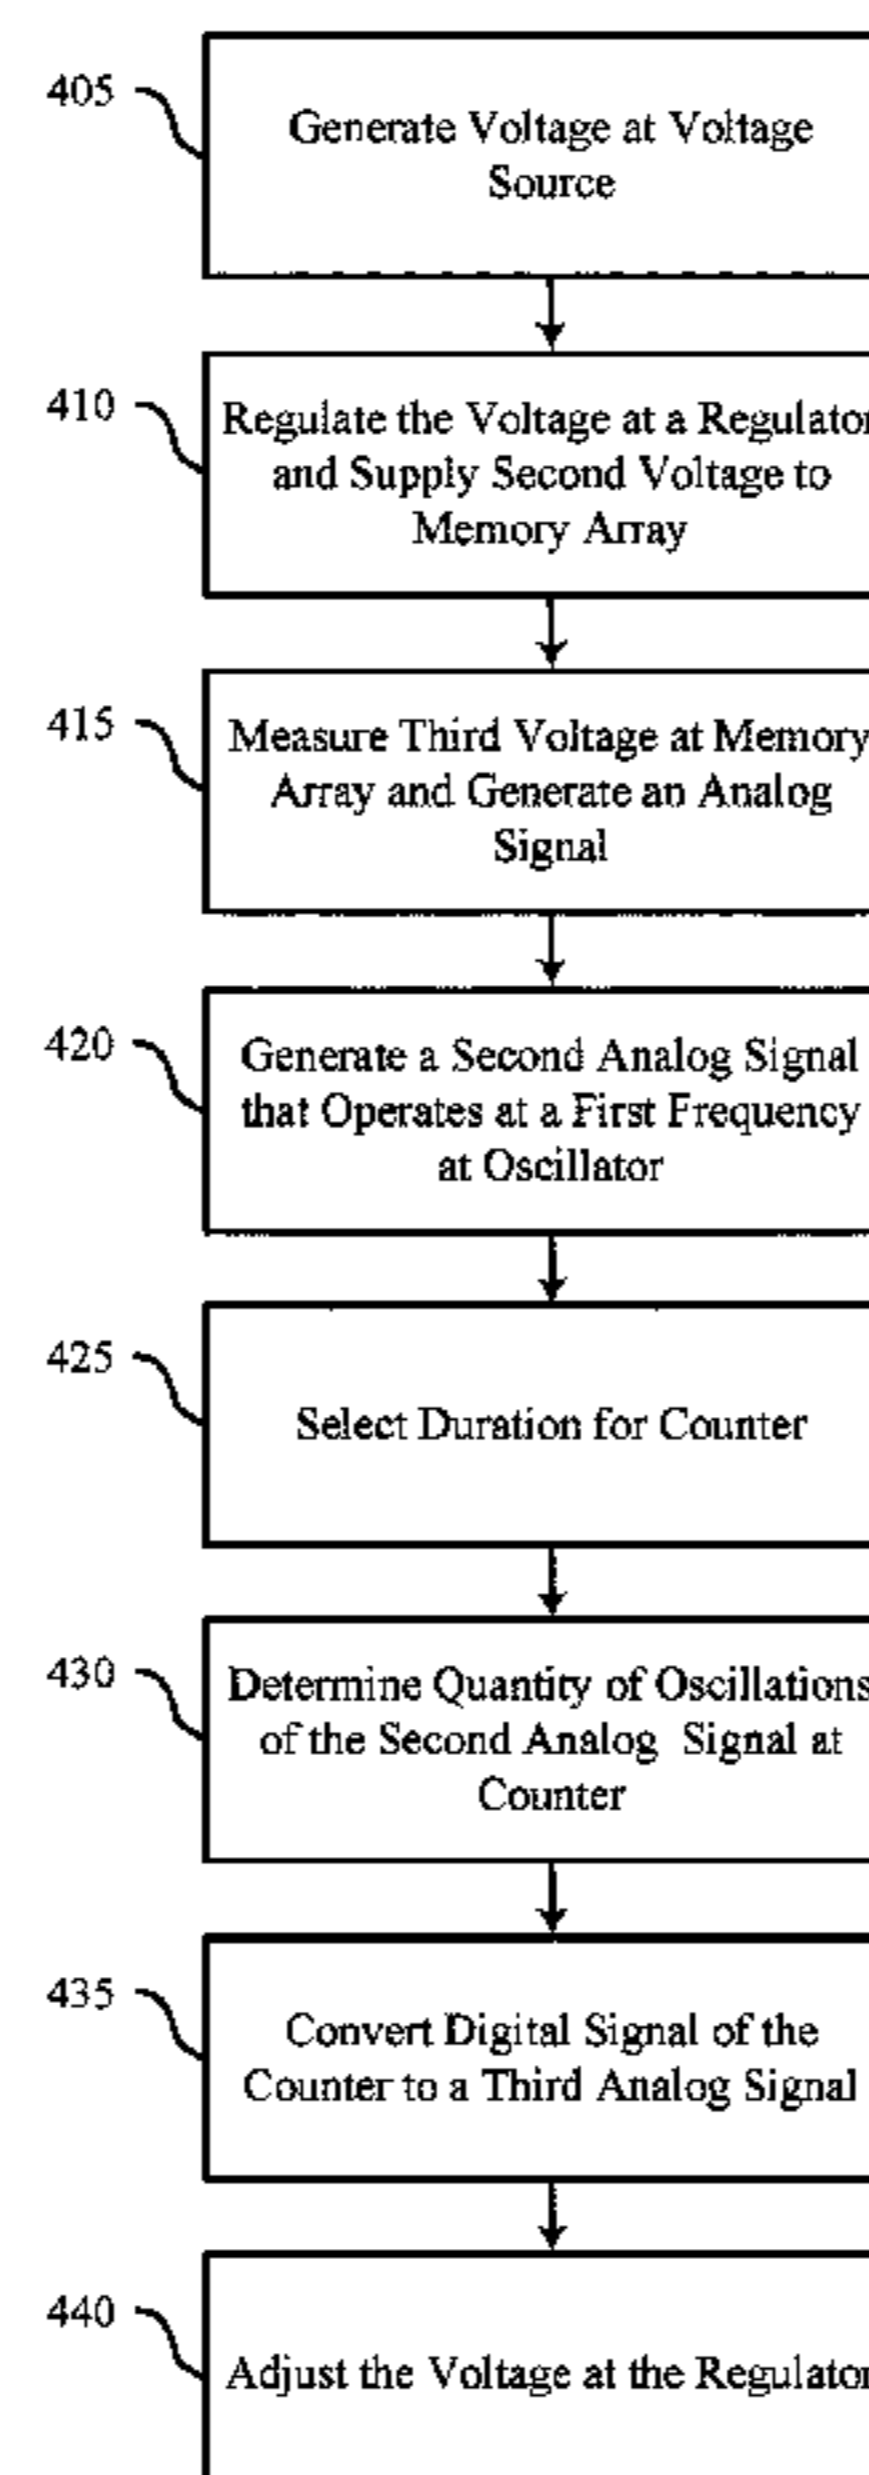 405
Generate Voltage at Voltage
Source
410
Regulate the Voltage at a Regulator
and Supply Second Voltage to
Memory Array
415
Measure Third Voltage at Memory
Array and Generate an Analog
Signal
420
Generate a Second Analog Signal
that Operates at a First Frequency
at Oscillator
425
Select Duration for Counter
430
Determine Quantity of Oscillations
of the Second Analog Signal at
Counter
435
Convert Digital Signal of the
Counter to a Third Analog Signal
440
Adjust the Voltage at the Regulator